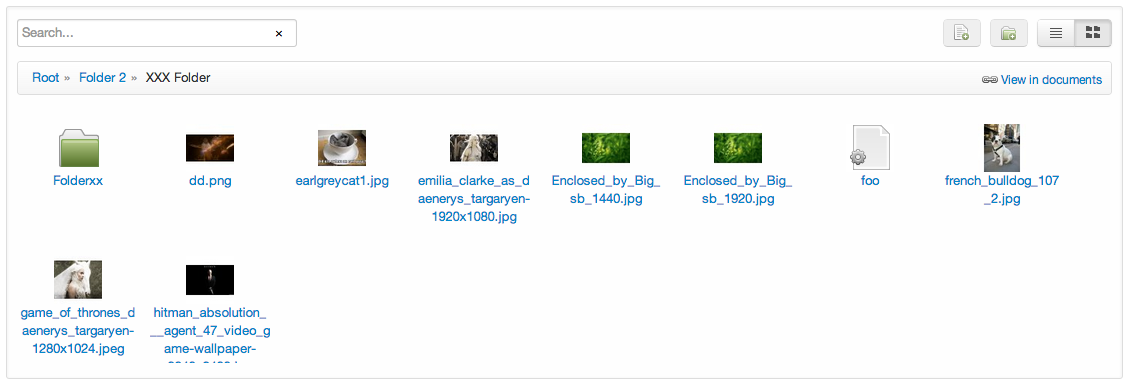 Search... ×
Root » Folder 2 » XXX Folder
View in documents
Folderxx
dd.png
earlgreycat1.jpg
emilia_clarke_as_d
aenerys_targaryen-
1920x1080.jpg
Enclosed_by_Big_
sb_1440.jpg
Enclosed_by_Big_
sb_1920.jpg
foo
french_bulldog_107
_2.jpg
game_of_thrones_d
aenerys_targaryen-
1280x1024.jpeg
hitman_absolution_
__agent_47_video_g
ame-wallpaper-